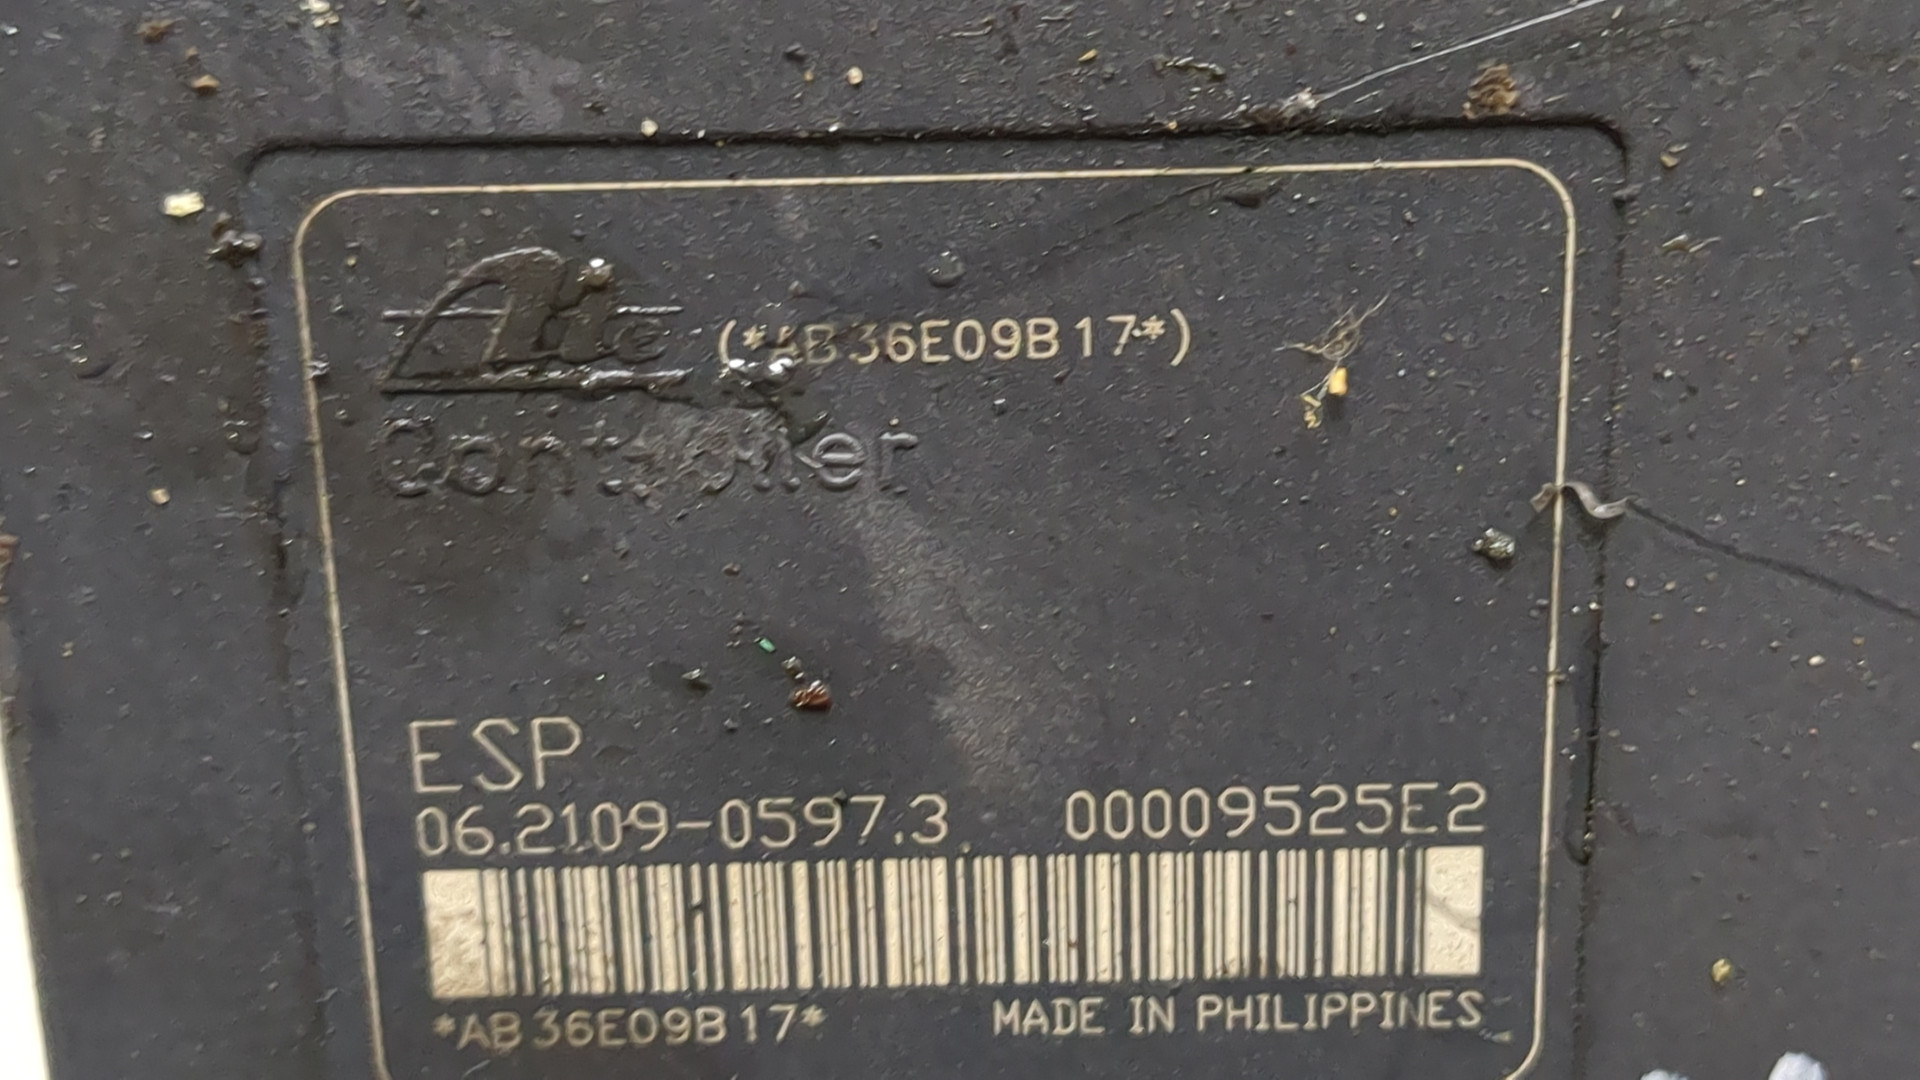 Ate (*AB36E09B17*)
Controller
ESP
06.2109-0597.3 00009525E2
*AB36E09B17* MADE IN PHILIPPINES